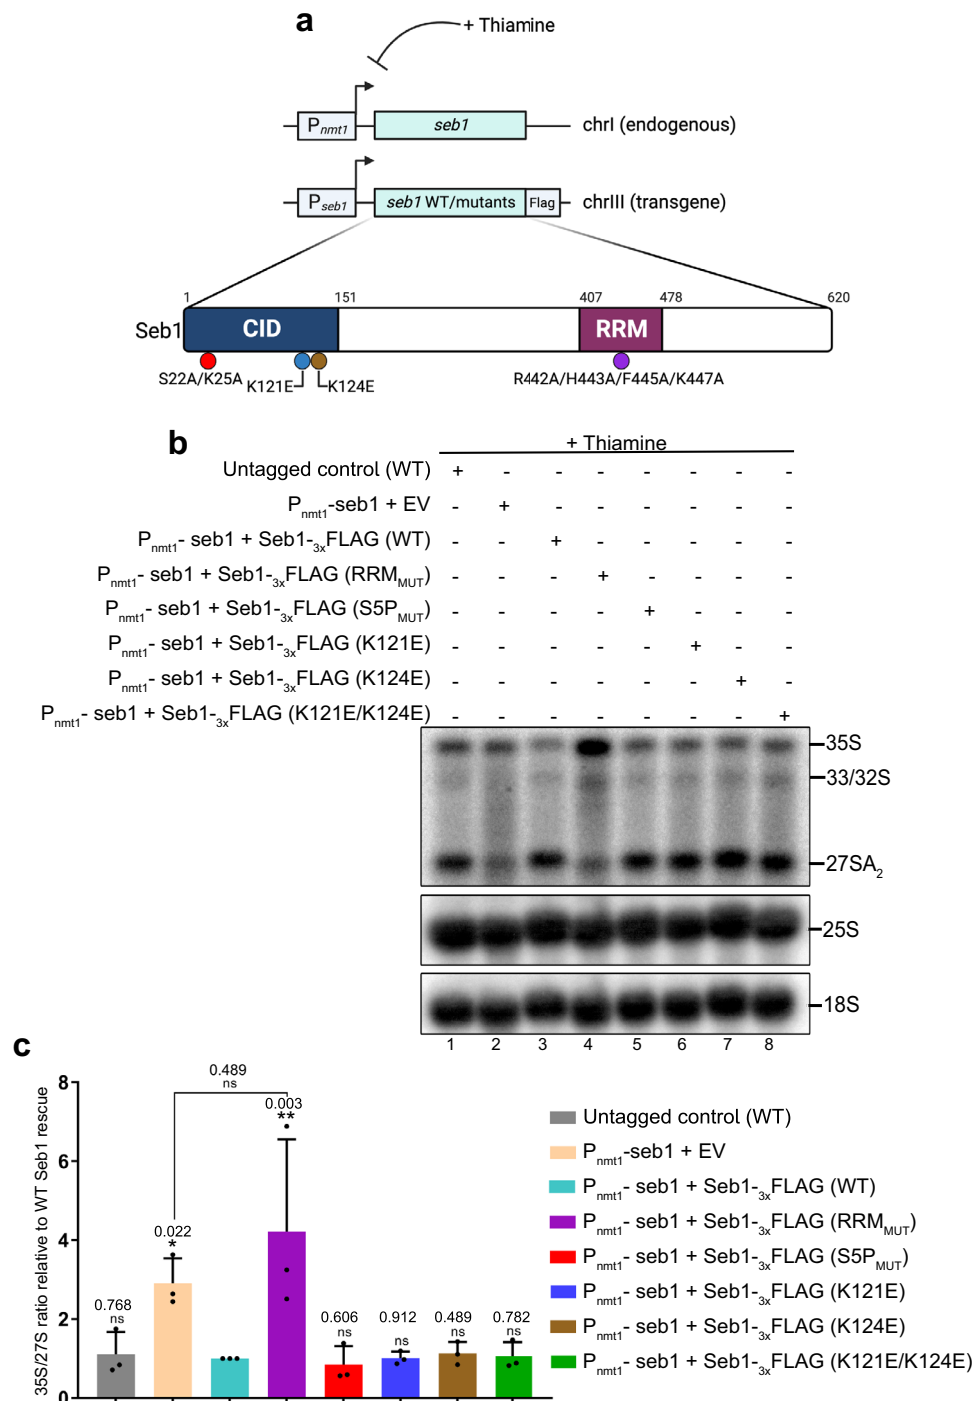 a
+ Thiamine
Pnmt1 seb1 chrI (endogenous)
Pseb1 seb1 WT/mutants Flag chrIII (transgene)
1 151 407 478 620
Seb1 CID RRM
S22A/K25A K121E K124E R442A/H443A/F445A/K447A
b
+ Thiamine
Untagged control (WT) + - - - - - - -
Pnmt1-seb1 + EV - + - - - - - -
Pnmt1- seb1 + Seb1-3xFLAG (WT) - - + - - - - -
Pnmt1- seb1 + Seb1-3xFLAG (RRMMUT) - - - + - - - -
Pnmt1- seb1 + Seb1-3xFLAG (S5PMUT) - - - - + - - -
Pnmt1- seb1 + Seb1-3xFLAG (K121E) - - - - - + - -
Pnmt1- seb1 + Seb1-3xFLAG (K124E) - - - - - - + -
Pnmt1- seb1 + Seb1-3xFLAG (K121E/K124E) - - - - - - - +
35S
33/32S
27SA2
25S
18S
1 2 3 4 5 6 7 8
c
35S/27S ratio relative to WT Seb1 rescue
8
6
4
2
0
0.768
ns
0.022
*
0.489
ns
0.003
**
0.606
ns
0.912
ns
0.489
ns
0.782
ns
Untagged control (WT)
Pnmt1-seb1 + EV
Pnmt1- seb1 + Seb1-3xFLAG (WT)
Pnmt1- seb1 + Seb1-3xFLAG (RRMMUT)
Pnmt1- seb1 + Seb1-3xFLAG (S5PMUT)
Pnmt1- seb1 + Seb1-3xFLAG (K121E)
Pnmt1- seb1 + Seb1-3xFLAG (K124E)
Pnmt1- seb1 + Seb1-3xFLAG (K121E/K124E)